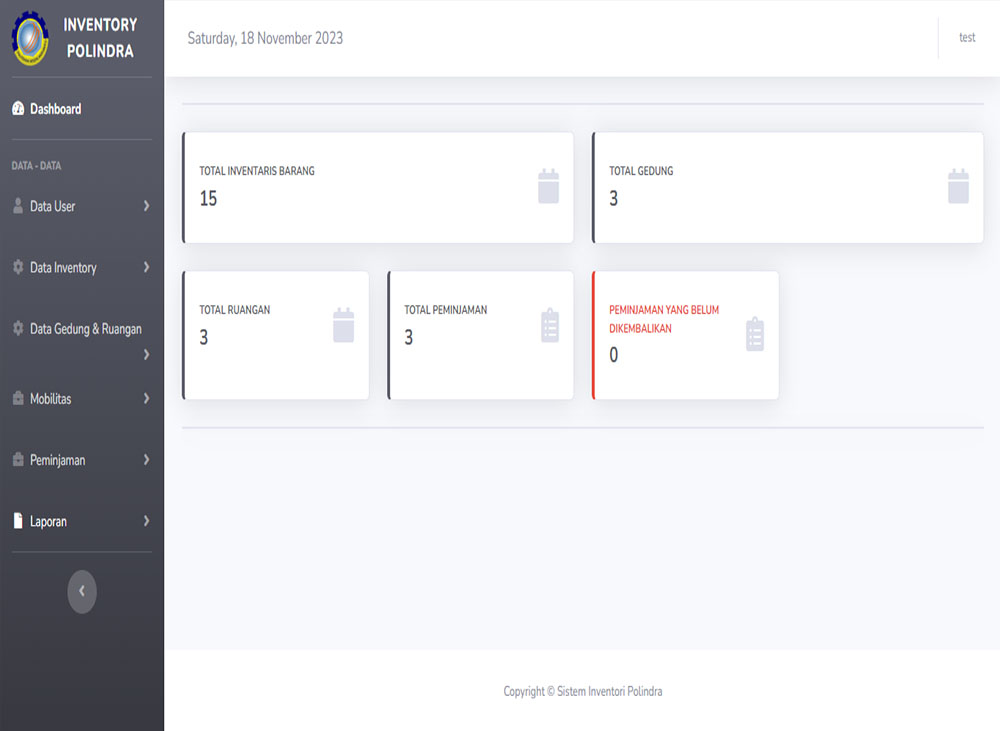 INVENTORY
POLINDRA
Dashboard
DATA - DATA
Data User
Data Inventory
Data Gedung & Ruangan
Mobilitas
Peminjaman
Laporan
Saturday, 18 November 2023
test
TOTAL INVENTARIS BARANG
15
TOTAL GEDUNG
3
TOTAL RUANGAN
3
TOTAL PEMINJAMAN
3
PEMINJAMAN YANG BELUM
DIKEMBALIKAN
0
Copyright © Sistem Inventori Polindra